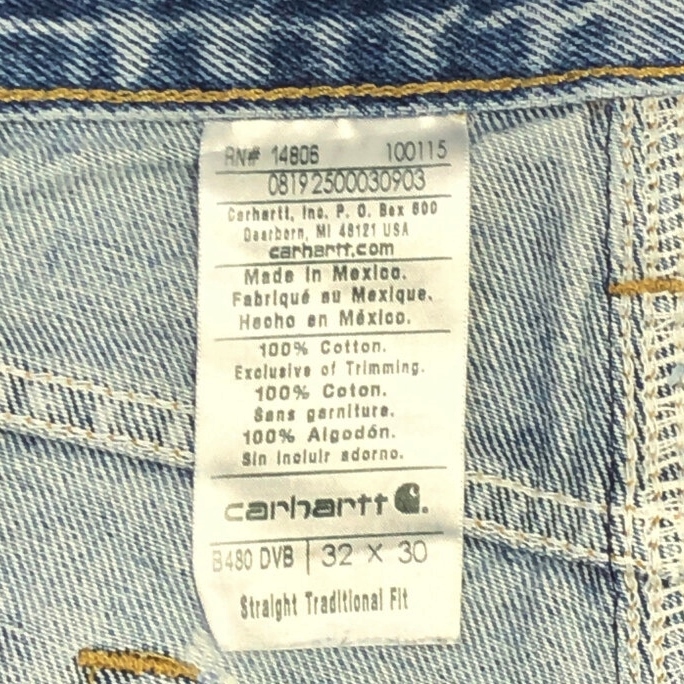 RN# 14806 100115
08192500030903
Carhartt, Inc. P. O. Box 600
Dearborn, MI 48121 USA
carhartt.com
Made in Mexico.
Fabriqué au Mexique.
Hecho en México.
100% Cotton.
Exclusive of Trimming.
100% Coton.
Sans garniture.
100% Algodón.
Sin incluir adorno.
carhartt
B480 DVB | 32 X 30
Straight Traditional Fit